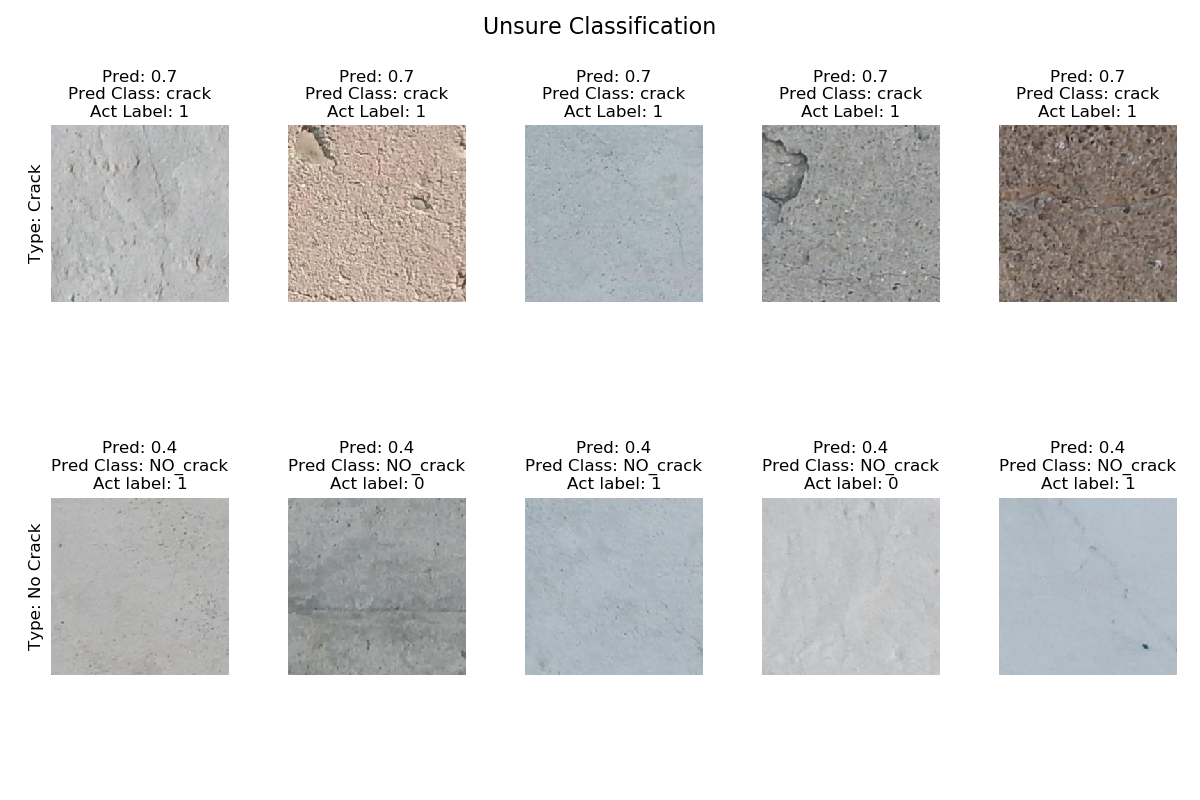 Unsure Classification
Pred: 0.7
Pred Class: crack
Act Label: 1
Pred: 0.7
Pred Class: crack
Act Label: 1
Pred: 0.7
Pred Class: crack
Act Label: 1
Pred: 0.7
Pred Class: crack
Act Label: 1
Pred: 0.7
Pred Class: crack
Act Label: 1
Type: Crack
Pred: 0.4
Pred Class: NO_crack
Act label: 1
Pred: 0.4
Pred Class: NO_crack
Act label: 0
Pred: 0.4
Pred Class: NO_crack
Act label: 1
Pred: 0.4
Pred Class: NO_crack
Act label: 0
Pred: 0.4
Pred Class: NO_crack
Act label: 1
Type: No Crack